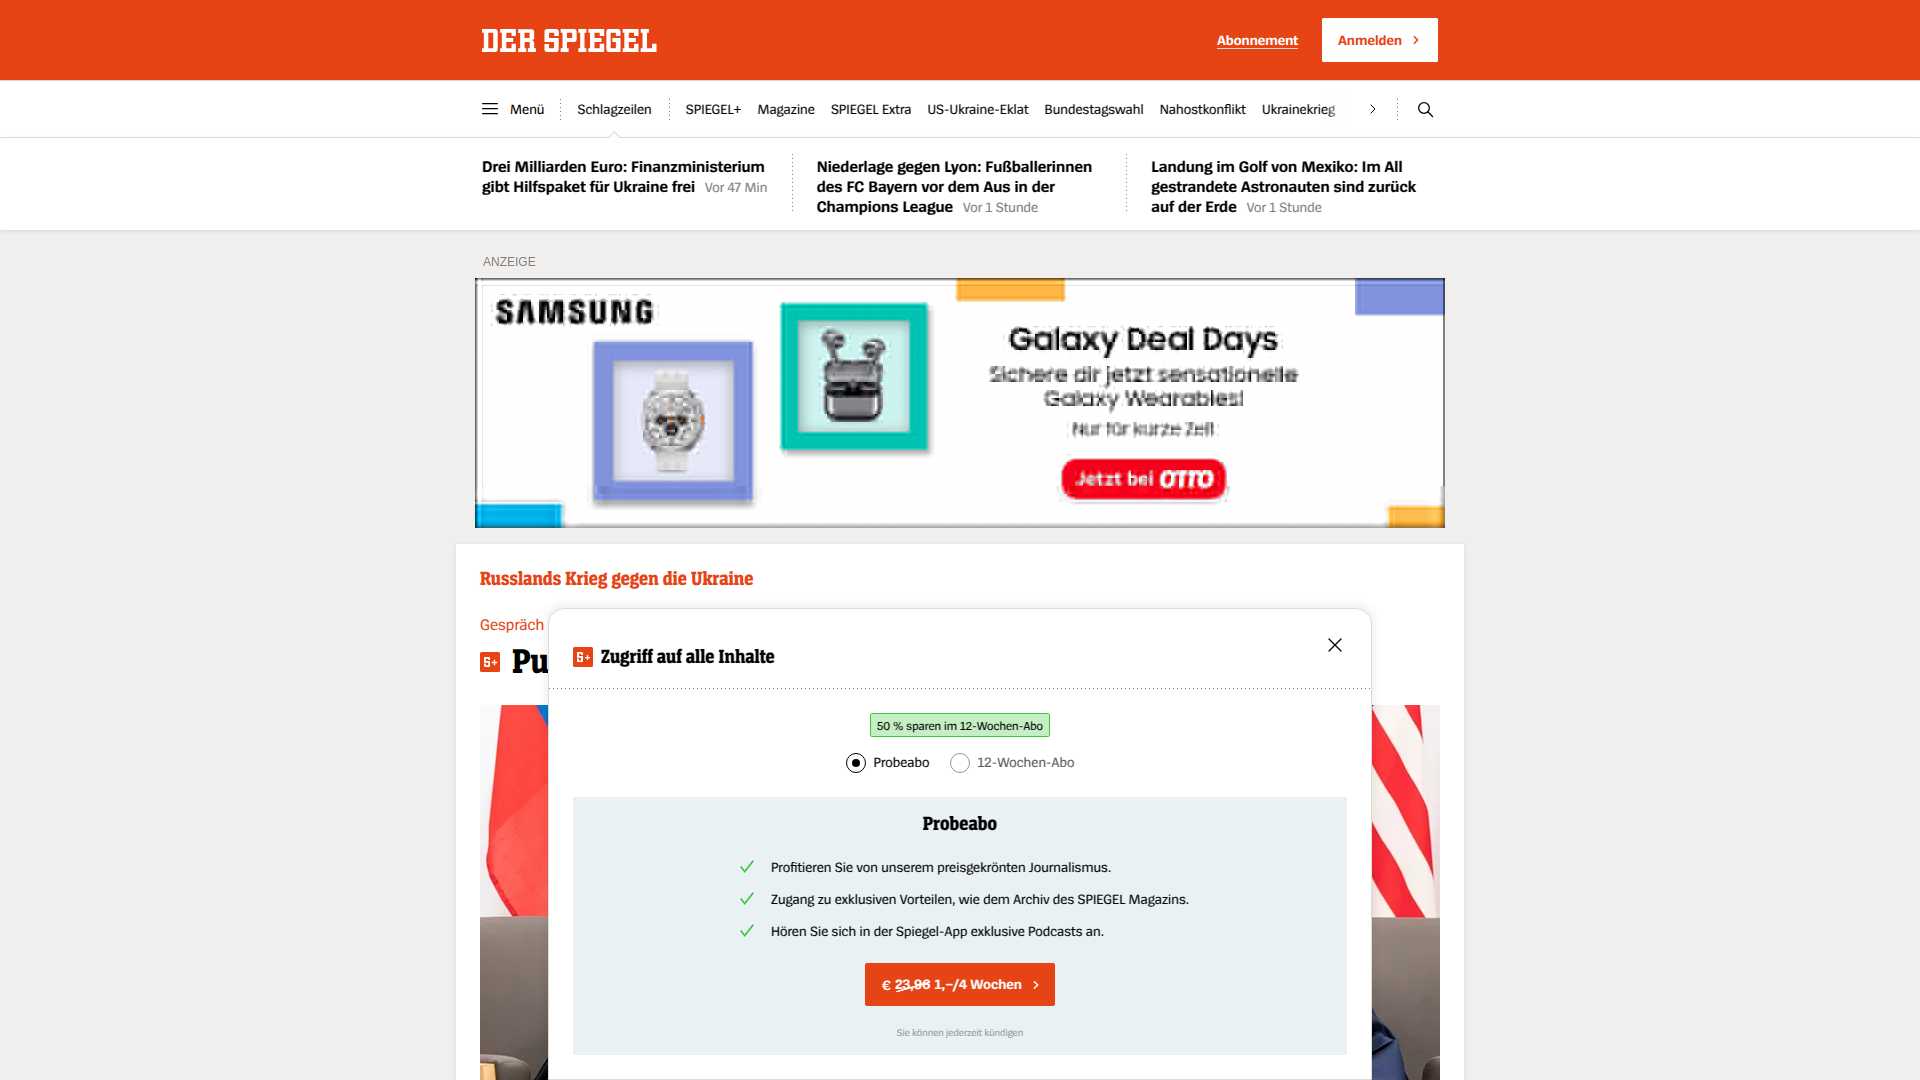 DER SPIEGEL
Abonnement
Anmelden
Menü
Schlagzeilen
SPIEGEL+
Magazine
SPIEGEL Extra
US-Ukraine-Eklat
Bundestagswahl
Nahostkonflikt
Ukrainekrieg
Drei Milliarden Euro: Finanzministerium
gibt Hilfspaket für Ukraine frei Vor 47 Min
Niederlage gegen Lyon: Fußballerinnen
des FC Bayern vor dem Aus in der
Champions League Vor 1 Stunde
Landung im Golf von Mexiko: Im All
gestrandete Astronauten sind zurück
auf der Erde Vor 1 Stunde
ANZEIGE
SAMSUNG
Galaxy Deal Days
Sichere dir jetzt sensationelle
Galaxy Wearables!
Nur für kurze Zeit
Jetzt bei OTTO
Russlands Krieg gegen die Ukraine
Gespräch
Pu
Zugriff auf alle Inhalte
50 % sparen im 12-Wochen-Abo
Probeabo
12-Wochen-Abo
Probeabo
Profitieren Sie von unserem preisgekrönten Journalismus.
Zugang zu exklusiven Vorteilen, wie dem Archiv des SPIEGEL Magazins.
Hören Sie sich in der Spiegel-App exklusive Podcasts an.
€ 23,96 1,–/4 Wochen
Sie können jederzeit kündigen